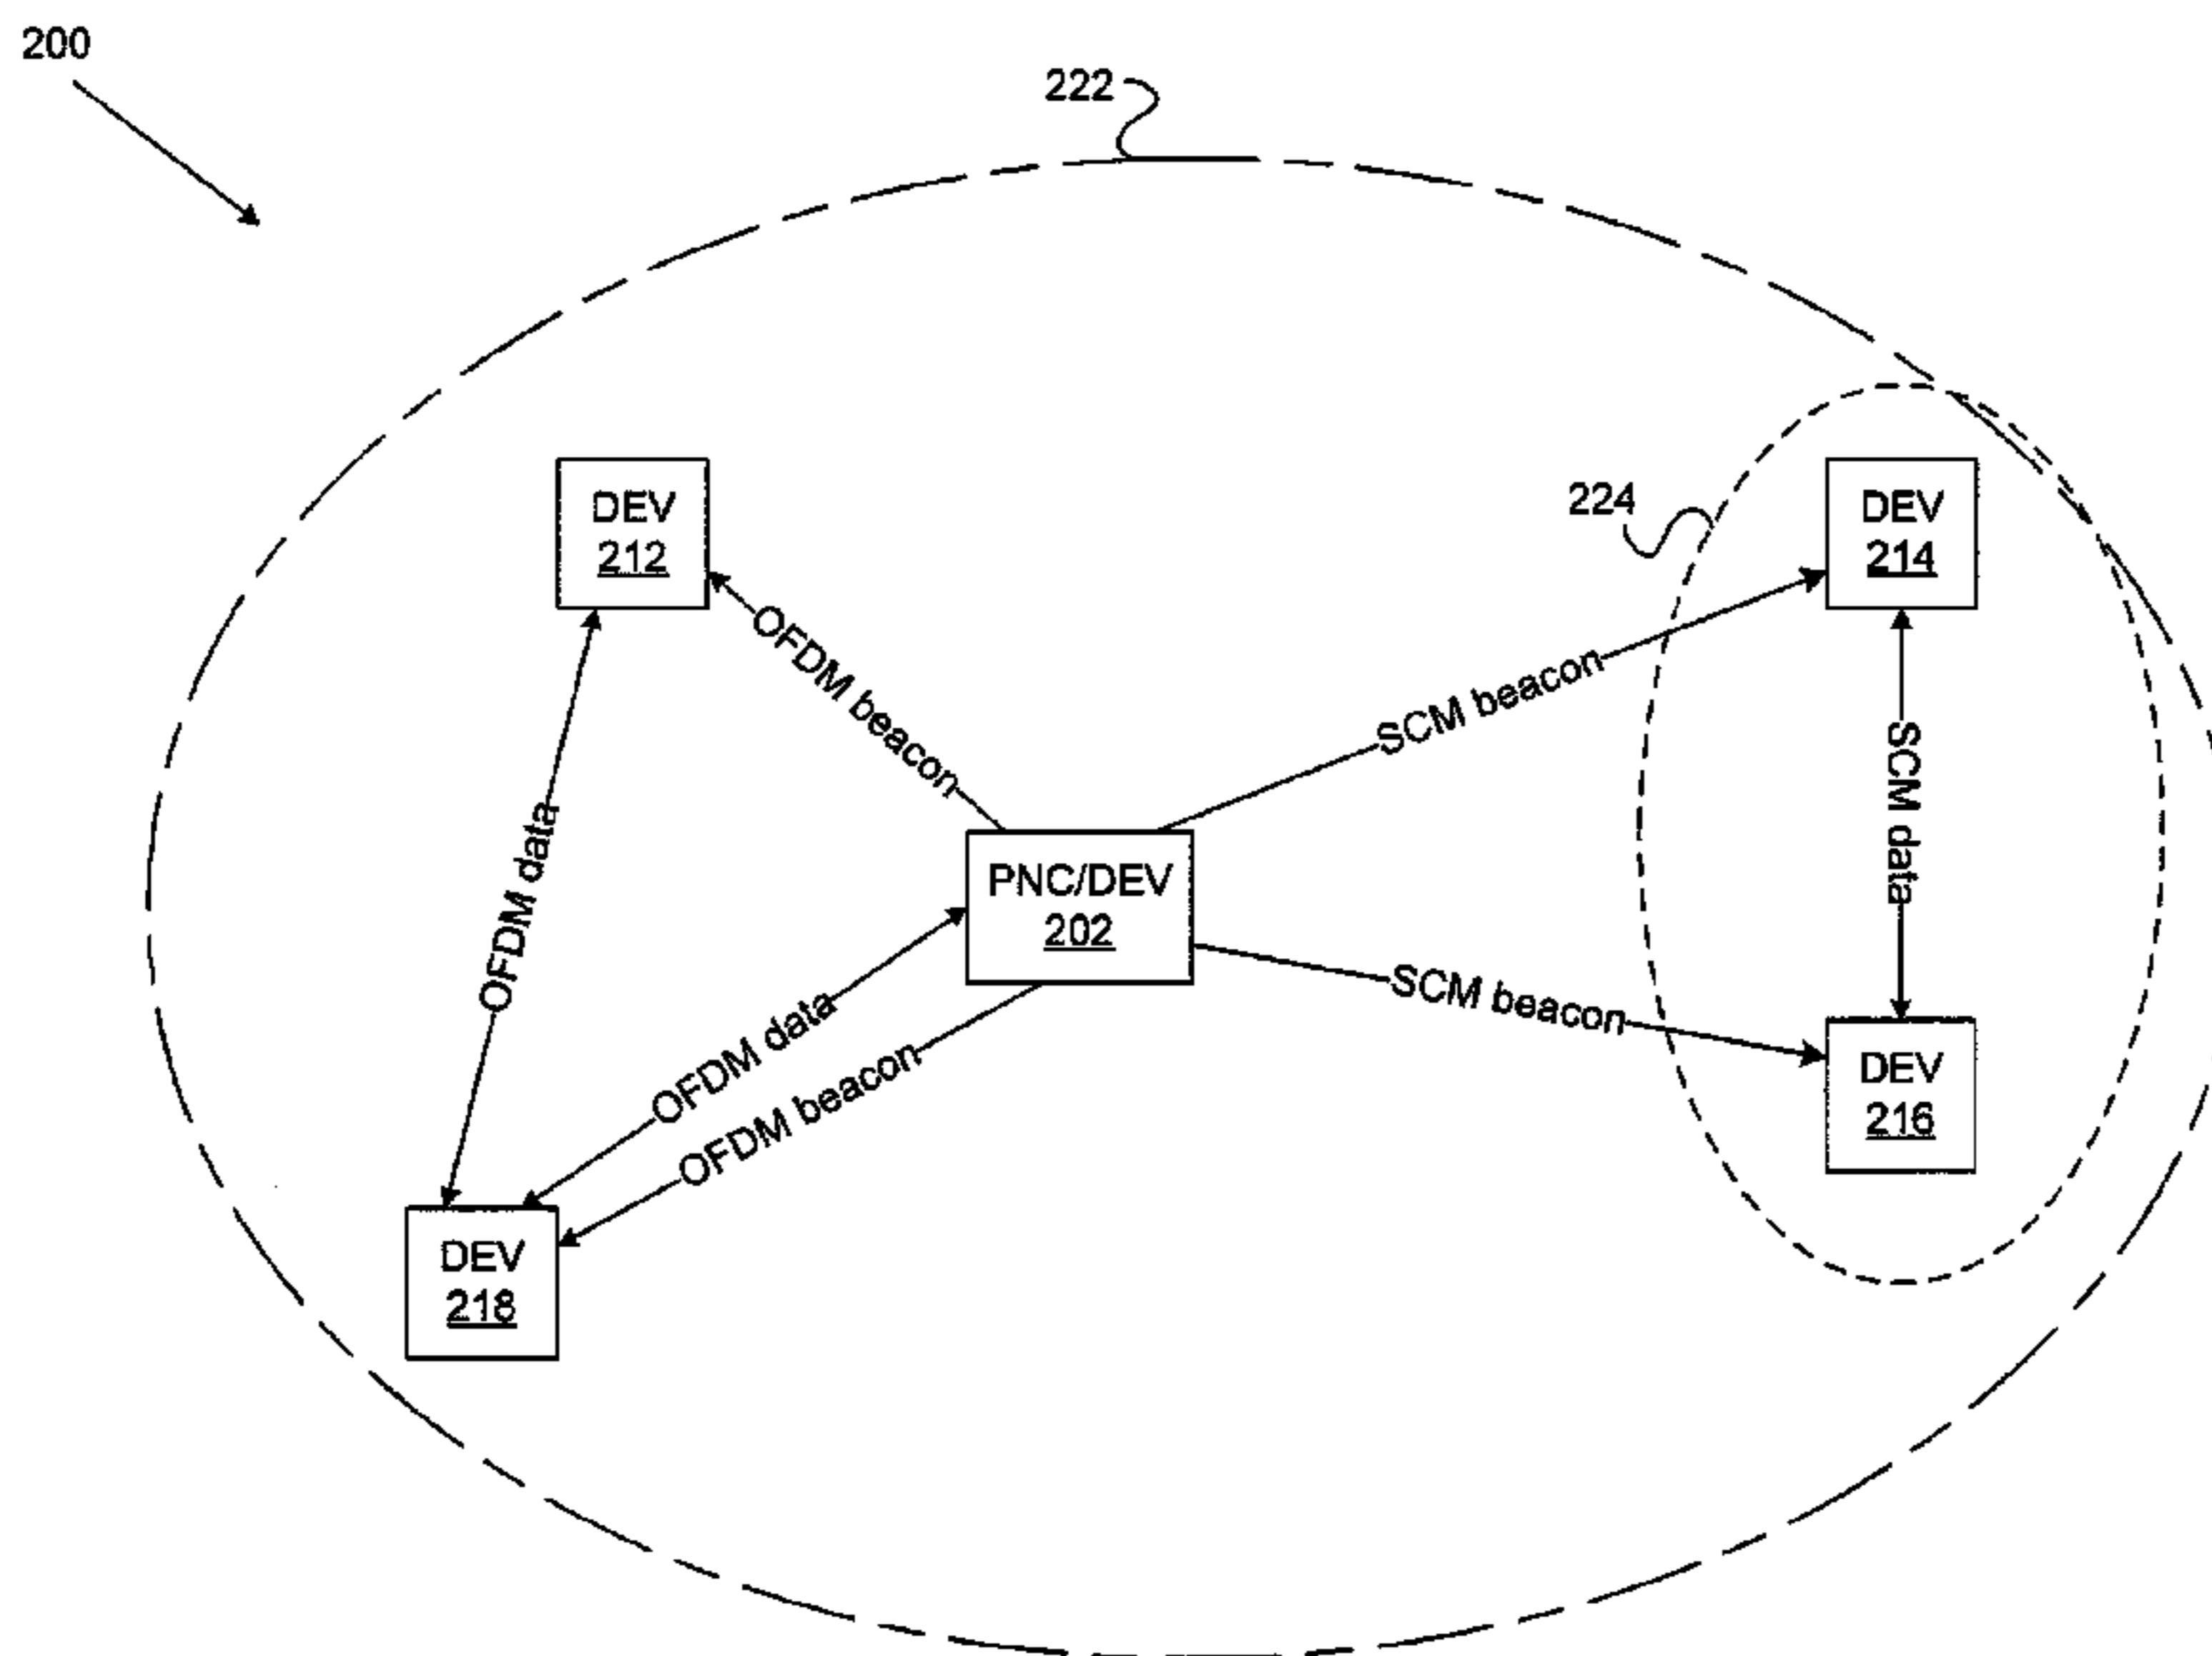 200
222
DEV
212
224
DEV
214
OFDM beacon
SCM beacon
SCM data
OFDM data
PNC/DEV
202
SCM beacon
OFDM data
OFDM beacon
DEV
216
DEV
218